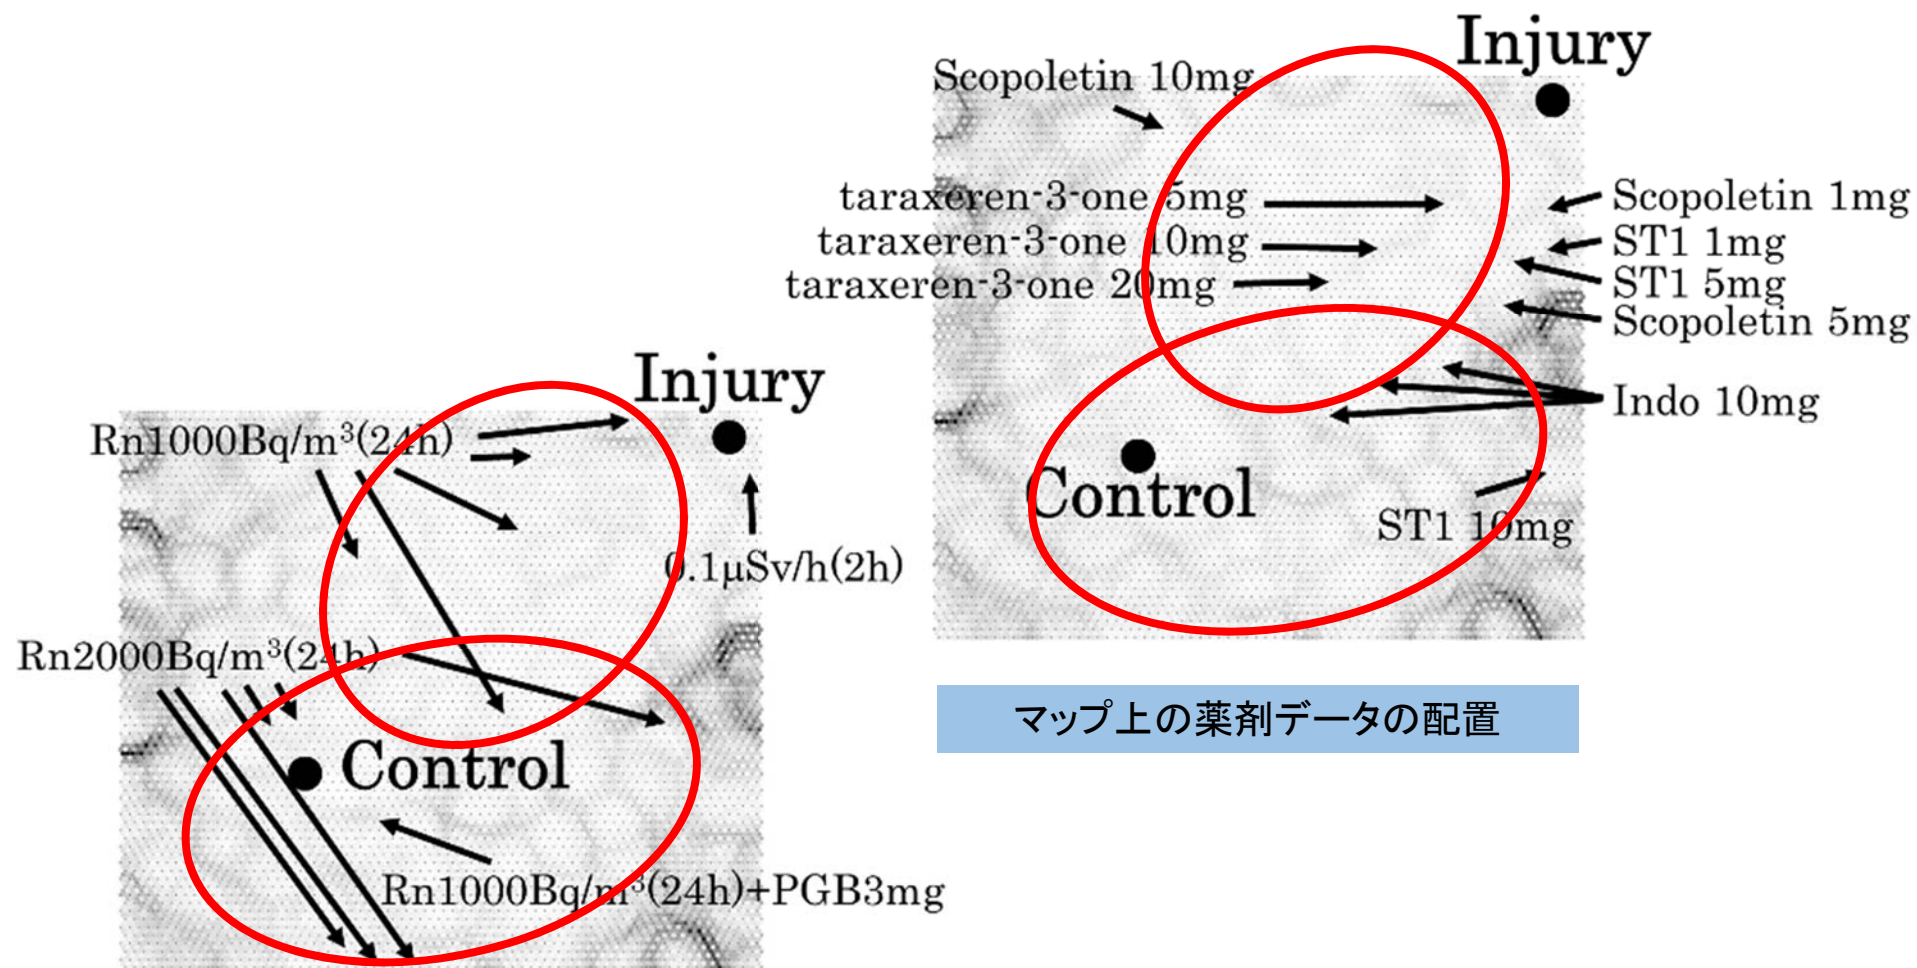 Injury
Rn1000Bq/m³(24h)
0.1μSv/h(2h)
Rn2000Bq/m³(24h)
Control
Rn1000Bq/m³(24h)+PGB3mg
Injury
Scopoletin 10mg
taraxeren-3-one 5mg
taraxeren-3-one 10mg
taraxeren-3-one 20mg
Scopoletin 1mg
ST1 1mg
ST1 5mg
Scopoletin 5mg
Indo 10mg
Control
ST1 10mg
マップ上の薬剤データの配置